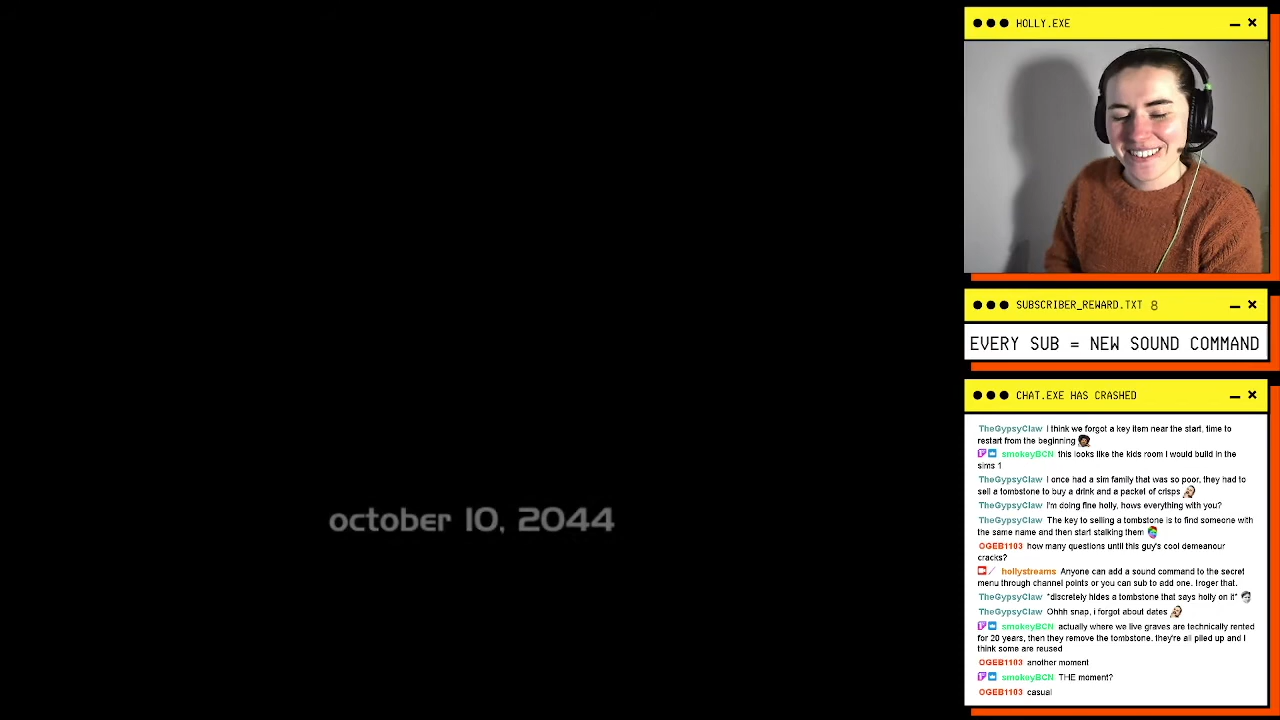 october 10, 2044
HOLLY.EXE
SUBSCRIBER_REWARD.TXT 8
EVERY SUB = NEW SOUND COMMAND
CHAT.EXE HAS CRASHED
TheGypsyClaw I think we forgot a key item near the start, time to
restart from the beginning
smokeyBCN this looks like the kids room I would build in the
sims 1
TheGypsyClaw I once had a sim family that was so poor, they had to
sell a tombstone to buy a drink and a packet of crisps
TheGypsyClaw I'm doing fine holly, hows everything with you?
TheGypsyClaw The key to selling a tombstone is to find someone with
the same name and then start stalking them
OGEB1103 how many questions until this guy's cool demeanour
cracks?
hollystreams Anyone can add a sound command to the secret
menu through channel points or you can sub to add one. !roger that.
TheGypsyClaw *discretely hides a tombstone that says holly on it*
TheGypsyClaw Ohhh snap, i forgot about dates
smokeyBCN actually where we live graves are technically rented
for 20 years, then they remove the tombstone. they're all piled up and I
think some are reused
OGEB1103 another moment
smokeyBCN THE moment?
OGEB1103 casual